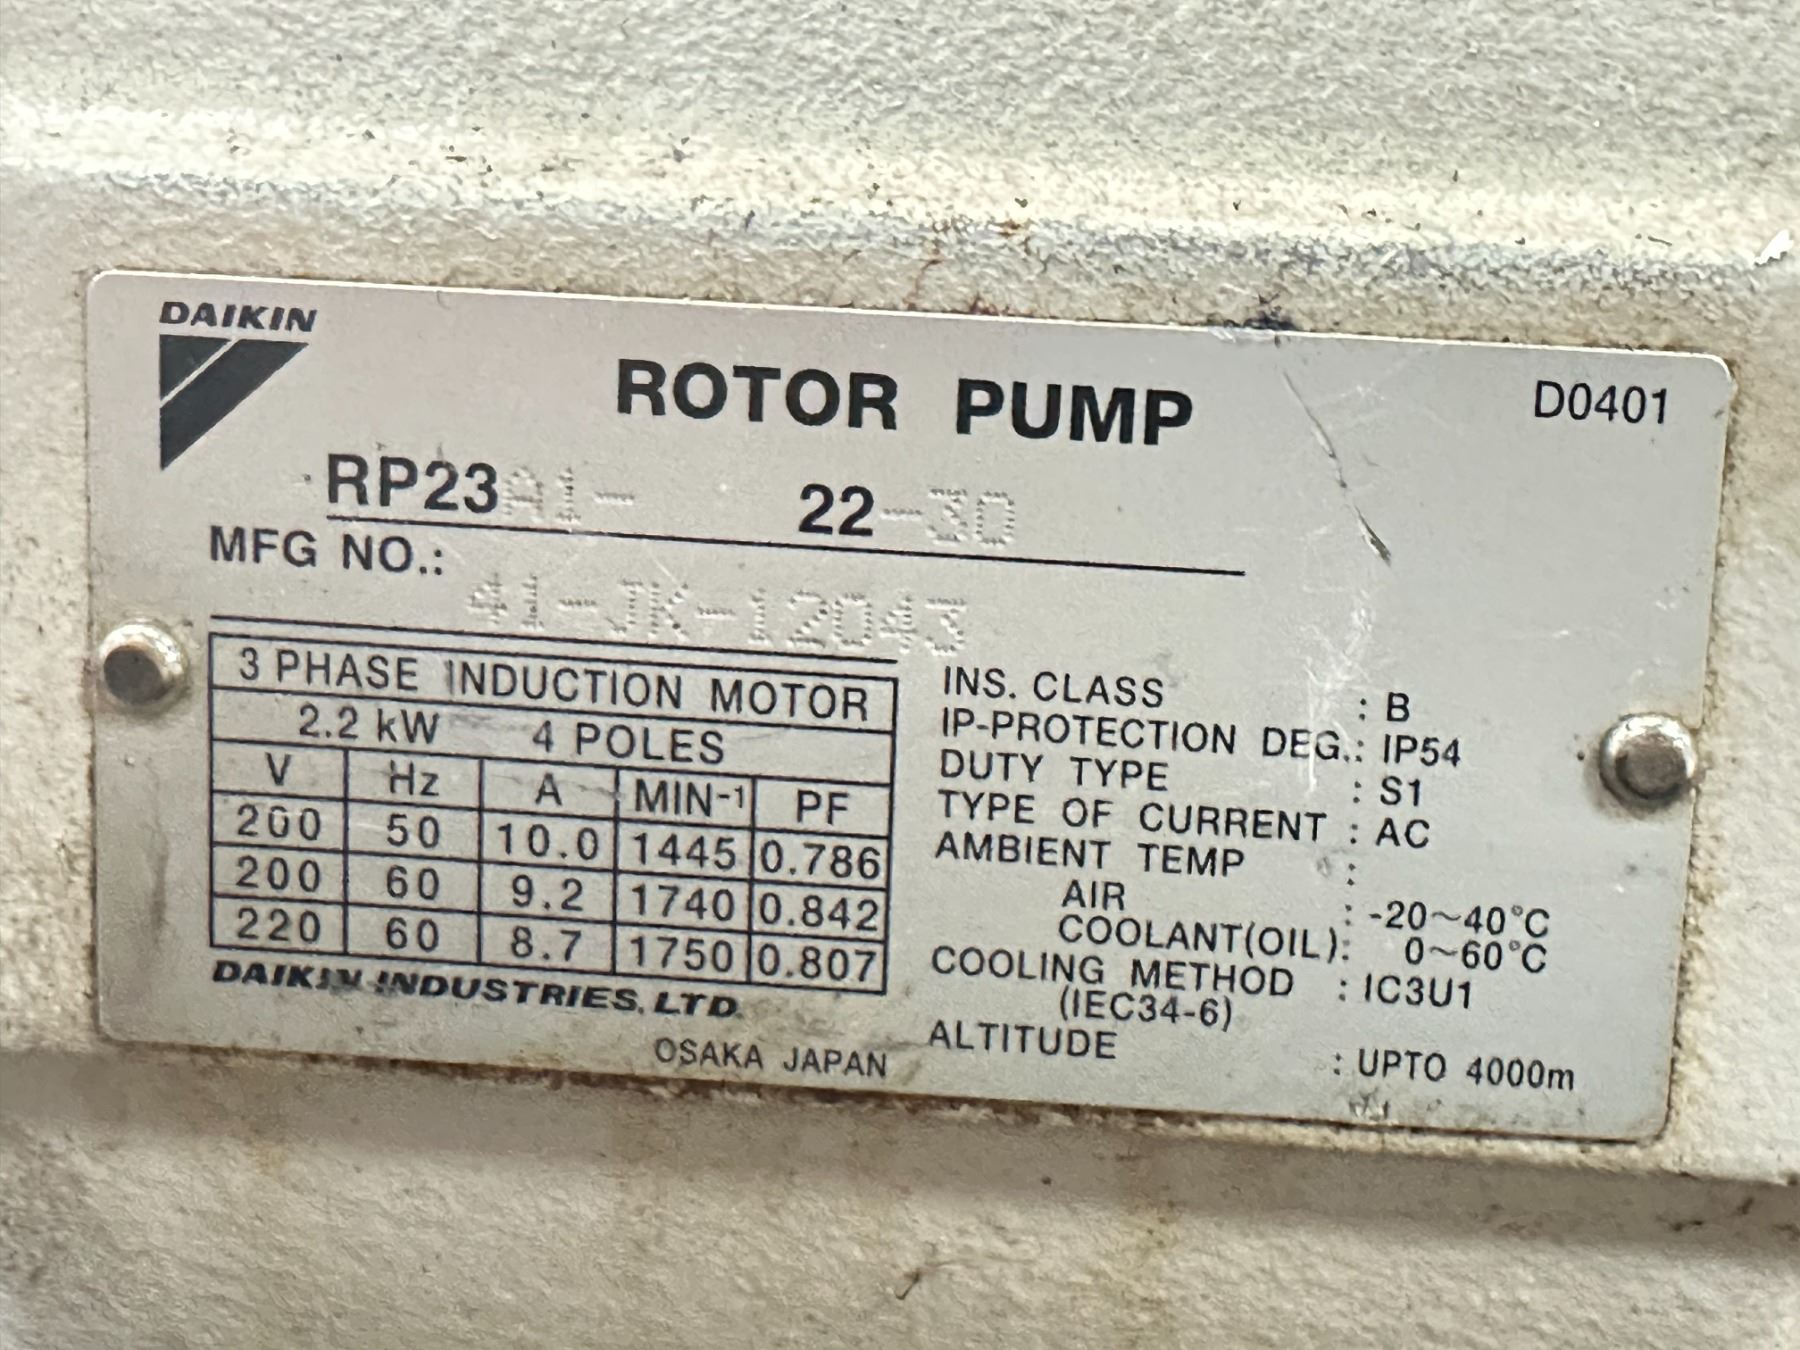 DAIKIN
ROTOR PUMP
D0401
RP23A1- 22-30
MFG NO.:
41-JK-12043
3 PHASE INDUCTION MOTOR
2.2 kW 4 POLES
V Hz A MIN-1 PF
200 50 10.0 1445 0.786
200 60 9.2 1740 0.842
220 60 8.7 1750 0.807
DAIKIN INDUSTRIES, LTD.
OSAKA JAPAN
INS. CLASS : B
IP-PROTECTION DEG.: IP54
DUTY TYPE : S1
TYPE OF CURRENT : AC
AMBIENT TEMP :
AIR : -20~40°C
COOLANT(OIL): 0~60°C
COOLING METHOD : IC3U1
(IEC34-6)
ALTITUDE : UPTO 4000m